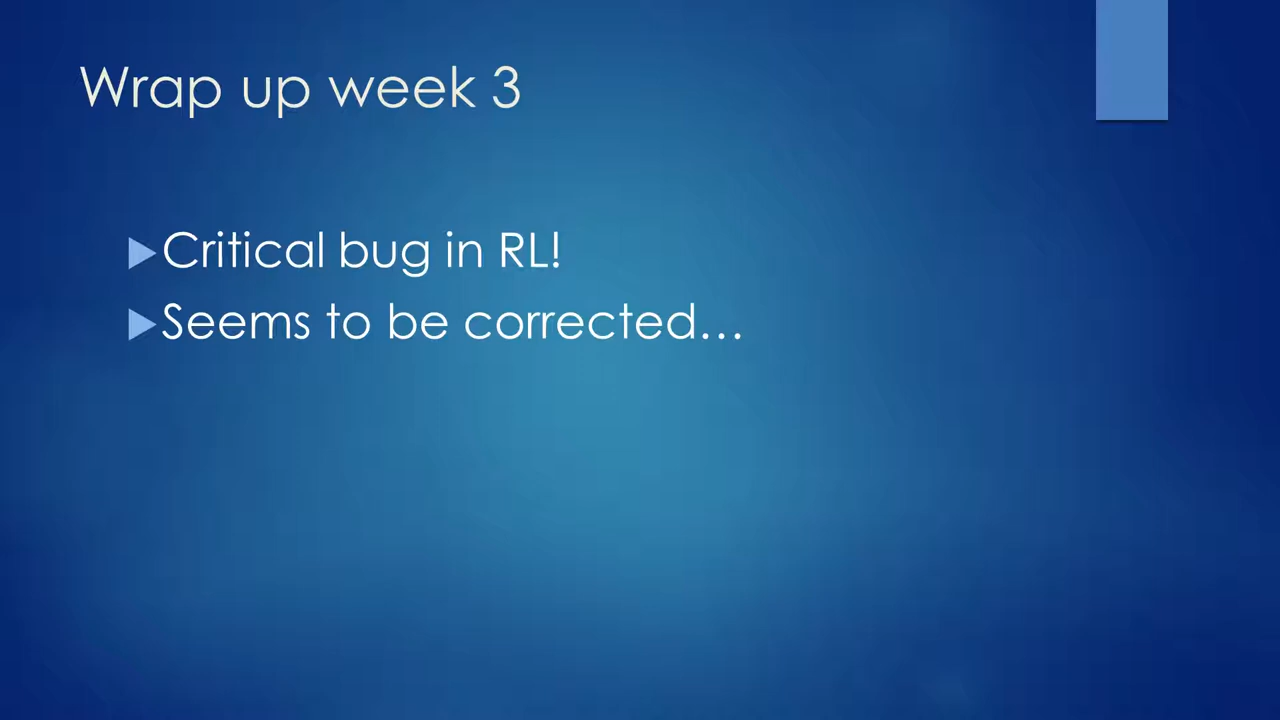 Wrap up week 3
Critical bug in RL!
Seems to be corrected…